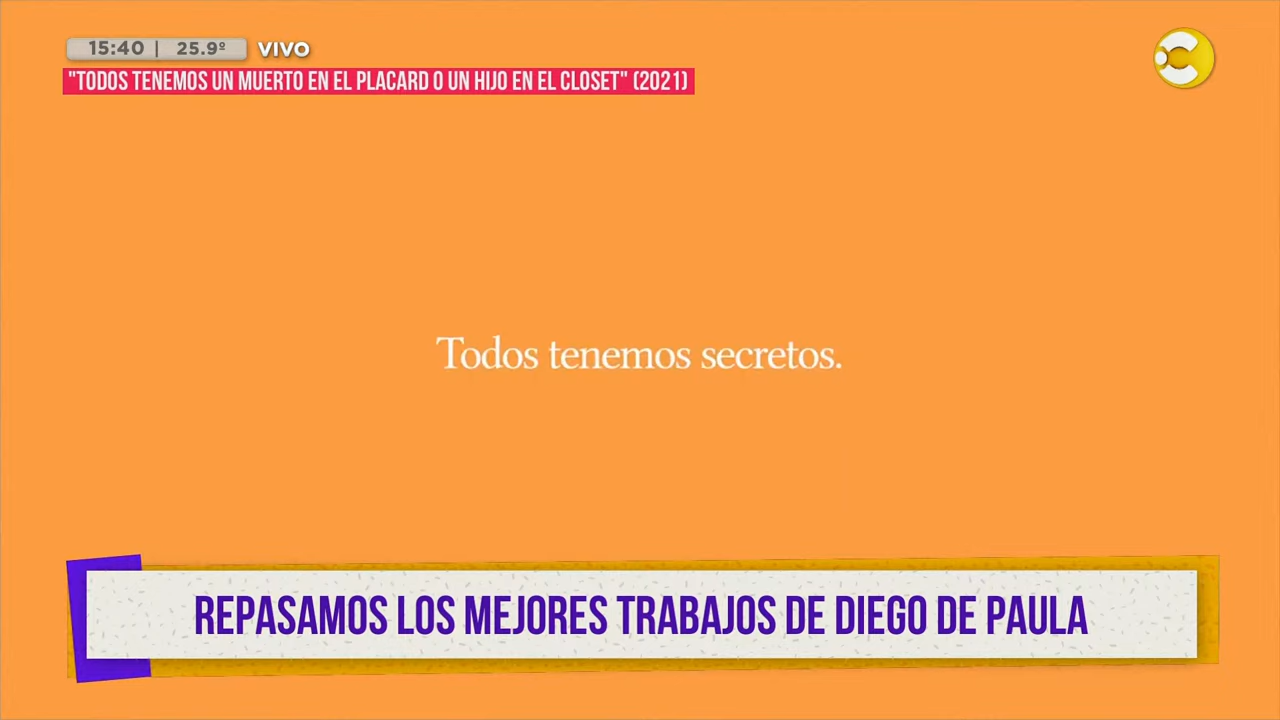 15:40 | 25.9º VIVO
"TODOS TENEMOS UN MUERTO EN EL PLACARD O UN HIJO EN EL CLOSET" (2021)
Todos tenemos secretos.
REPASAMOS LOS MEJORES TRABAJOS DE DIEGO DE PAULA